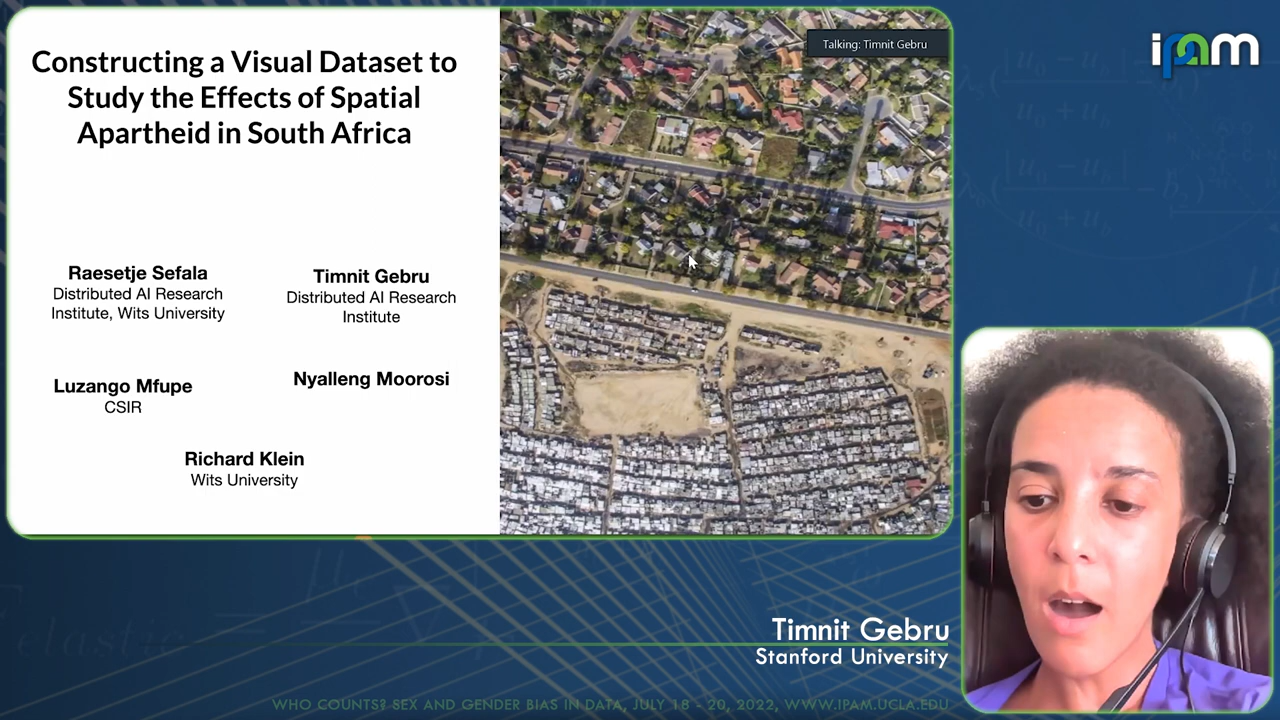 Constructing a Visual Dataset to
Study the Effects of Spatial
Apartheid in South Africa
Raesetje Sefala
Distributed AI Research
Institute, Wits University
Timnit Gebru
Distributed AI Research
Institute
Luzango Mfupe
CSIR
Nyalleng Moorosi
Richard Klein
Wits University
Talking: Timnit Gebru
ipam
Timnit Gebru
Stanford University
WHO COUNTS? SEX AND GENDER BIAS IN DATA, JULY 18 - 20, 2022, WWW.IPAM.UCLA.EDU
elastic